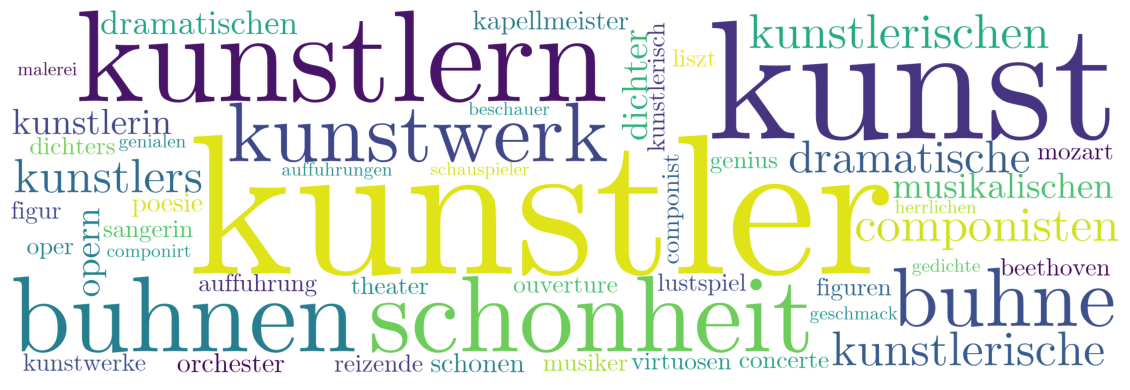 dramatischen
kunstlern
kapellmeister
malerei
dichter
kunstlerisch
liszt
kunst
kunstlerischen
kunstlerin
dichters
genialen
kunstwerk
beschauer
auffuhrungen
schauspieler
componist
genius
dramatische
mozart
kunstlers
figur
poesie
kunstler
musikalischen
herrlichen
componisten
oper
opern
sangerin
componirt
auffuhrung
theater
ouverture
lustspiel
figuren
gedichte
beethoven
geschmack
buhnen
schonheit
buhne
kunstlerische
kunstwerke
orchester
reizende
schonen
musiker
virtuosen
concerte